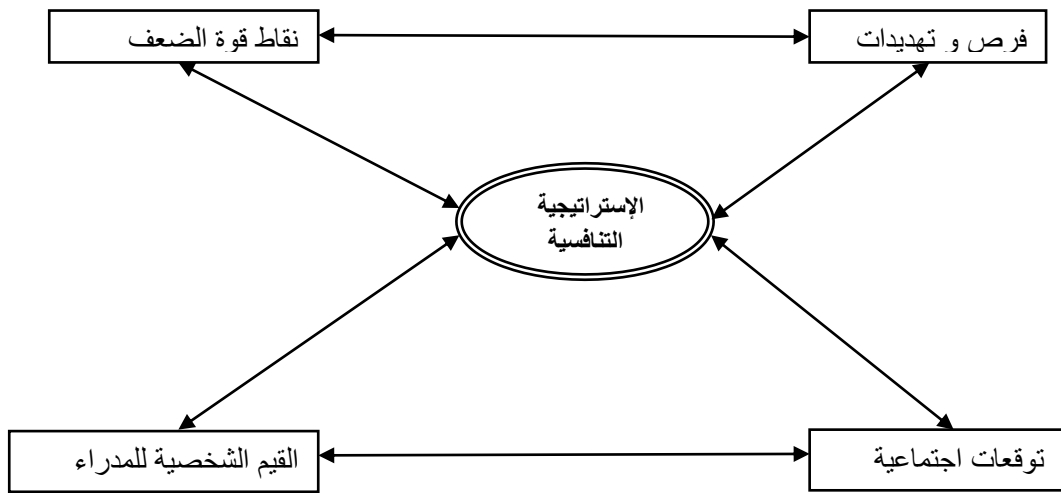 فرص و تهديدات
نقاط قوة الضعف
الإستراتيجية
التنافسية
توقعات اجتماعية
القيم الشخصية للمدراء